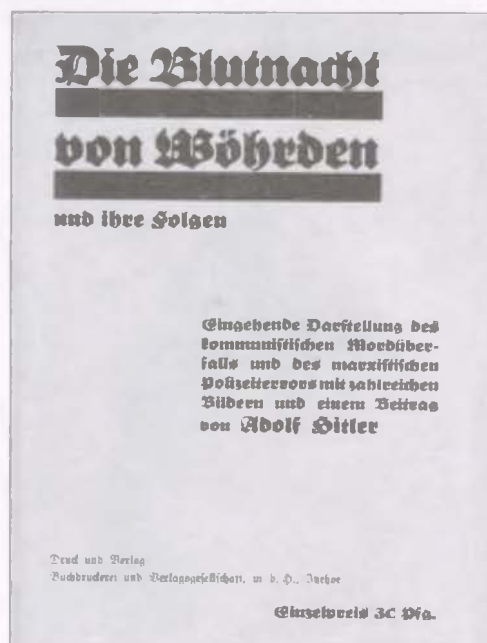 Die Blutnacht
von Wöhrden
und ihre Folgen
Eingehende Darstellung des
kommunistischen Mordüber-
falls und des marxistischen
Polizeiterrors mit zahlreichen
Bildern und einem Beitrag
von Adolf Hitler
Druck und Verlag
Buchdruckerei und Verlagsgesellschaft, m b. H., Itzehoe
Einzelpreis 30 Pfg.